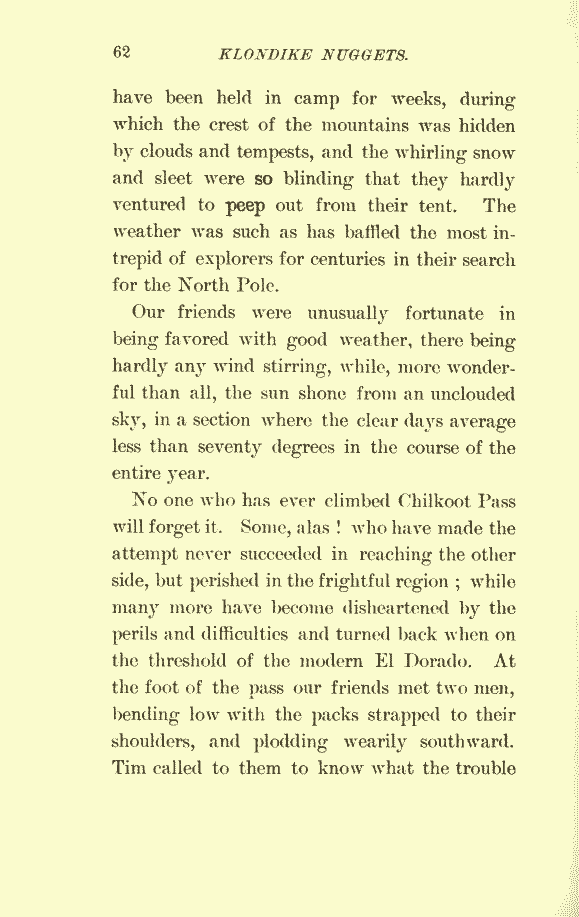 62 KLONDIKE NUGGETS.
have been held in camp for weeks, during
which the crest of the mountains was hidden
by clouds and tempests, and the whirling snow
and sleet were so blinding that they hardly
ventured to peep out from their tent. The
weather was such as has baffled the most in-
trepid of explorers for centuries in their search
for the North Pole.
Our friends were unusually fortunate in
being favored with good weather, there being
hardly any wind stirring, while, more wonder-
ful than all, the sun shone from an unclouded
sky, in a section where the clear days average
less than seventy degrees in the course of the
entire year.
No one who has ever climbed Chilkoot Pass
will forget it. Some, alas ! who have made the
attempt never succeeded in reaching the other
side, but perished in the frightful region ; while
many more have become disheartened by the
perils and difficulties and turned back when on
the threshold of the modern El Dorado. At
the foot of the pass our friends met two men,
bending low with the packs strapped to their
shoulders, and plodding wearily southward.
Tim called to them to know what the trouble